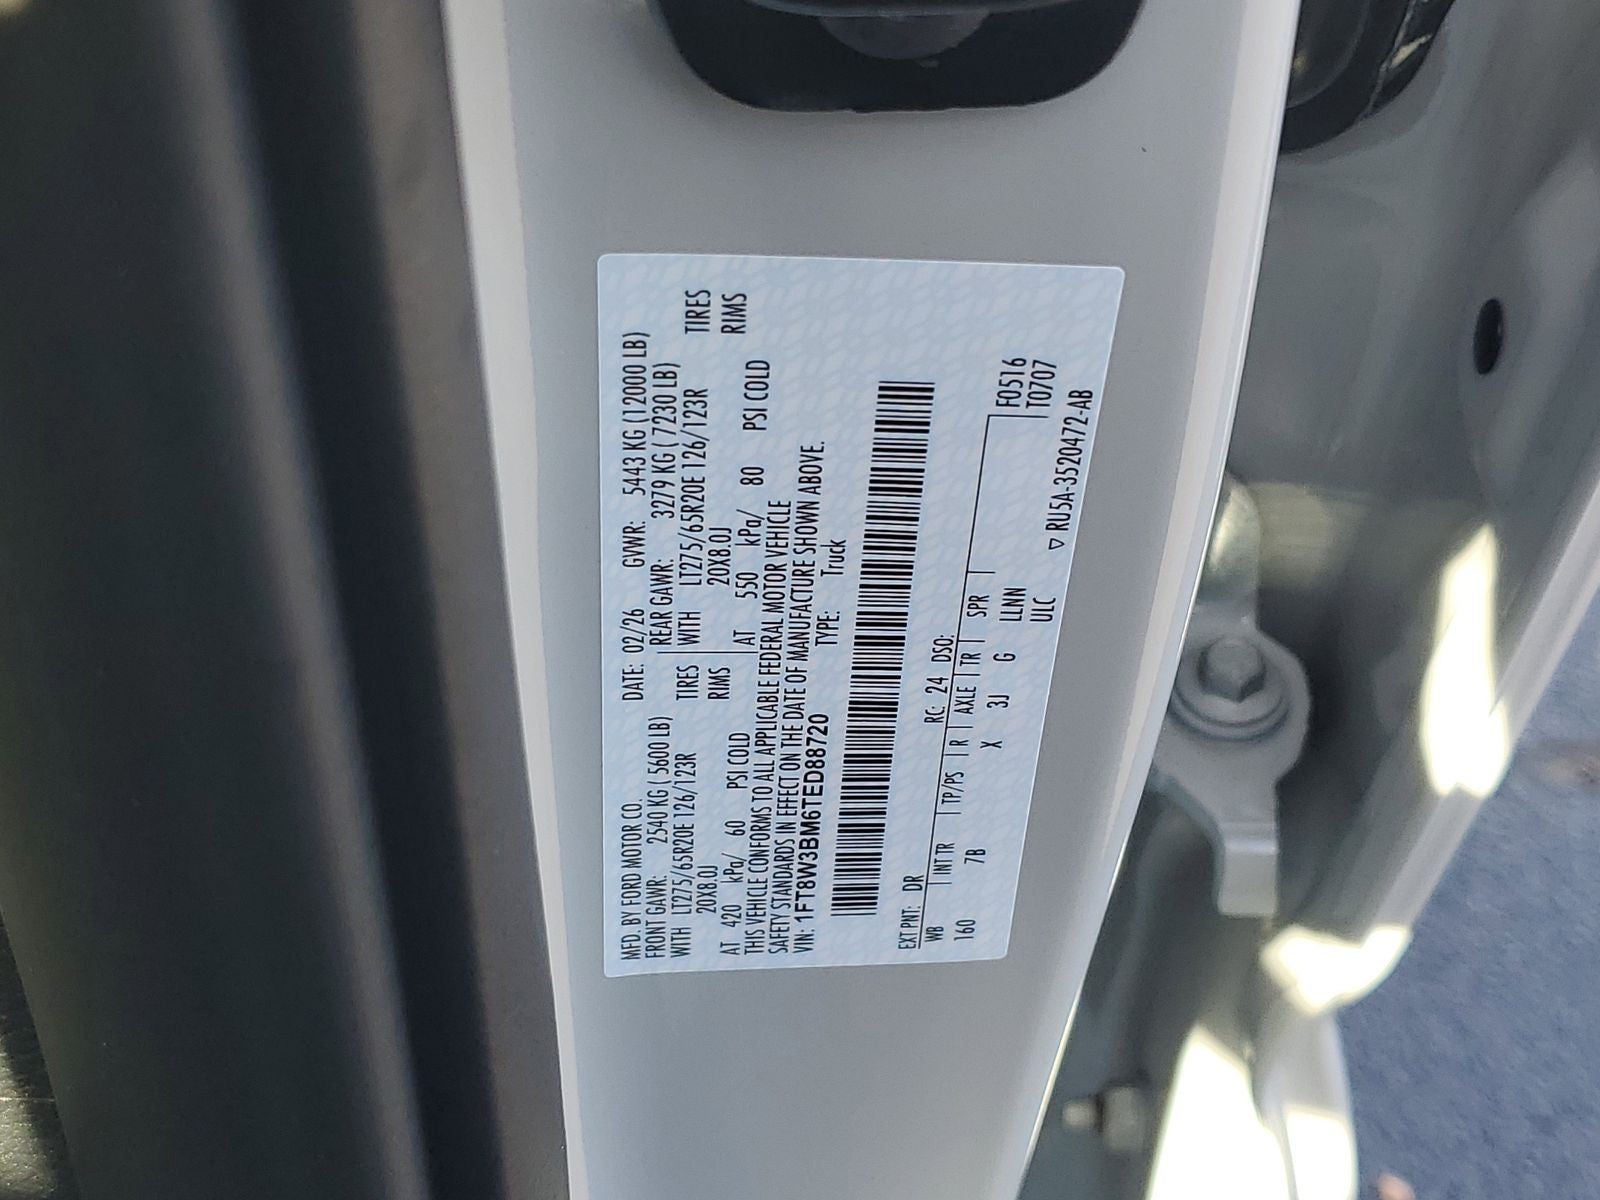 MFD. BY FORD MOTOR CO.
DATE: 02/26 GVWR: 5443 KG (12000 LB)
FRONT GAWR: 2540 KG ( 5600 LB) REAR GAWR: 3279 KG ( 7230 LB)
WITH LT275/65R20E 126/123R TIRES WITH LT275/65R20E 126/123R TIRES
20X8.0J RIMS 20X8.0J RIMS
AT 420 kPa/ 60 PSI COLD AT 550 kPa/ 80 PSI COLD
THIS VEHICLE CONFORMS TO ALL APPLICABLE FEDERAL MOTOR VEHICLE
SAFETY STANDARDS IN EFFECT ON THE DATE OF MANUFACTURE SHOWN ABOVE.
VIN: 1FT8W3BM6TED88720 TYPE: Truck
EXT PNT: DR RC: 24 DSO:
WB INT TR TP/PS R AXLE TR SPR
160 7B X 3J G LLNN
ULC
F0516
T0707
▽ RU5A-3520472-AB